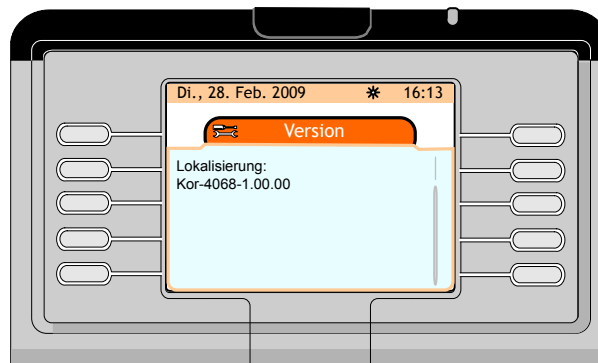 Di., 28. Feb. 2009 16:13
Version
Lokalisierung:
Kor-4068-1.00.00